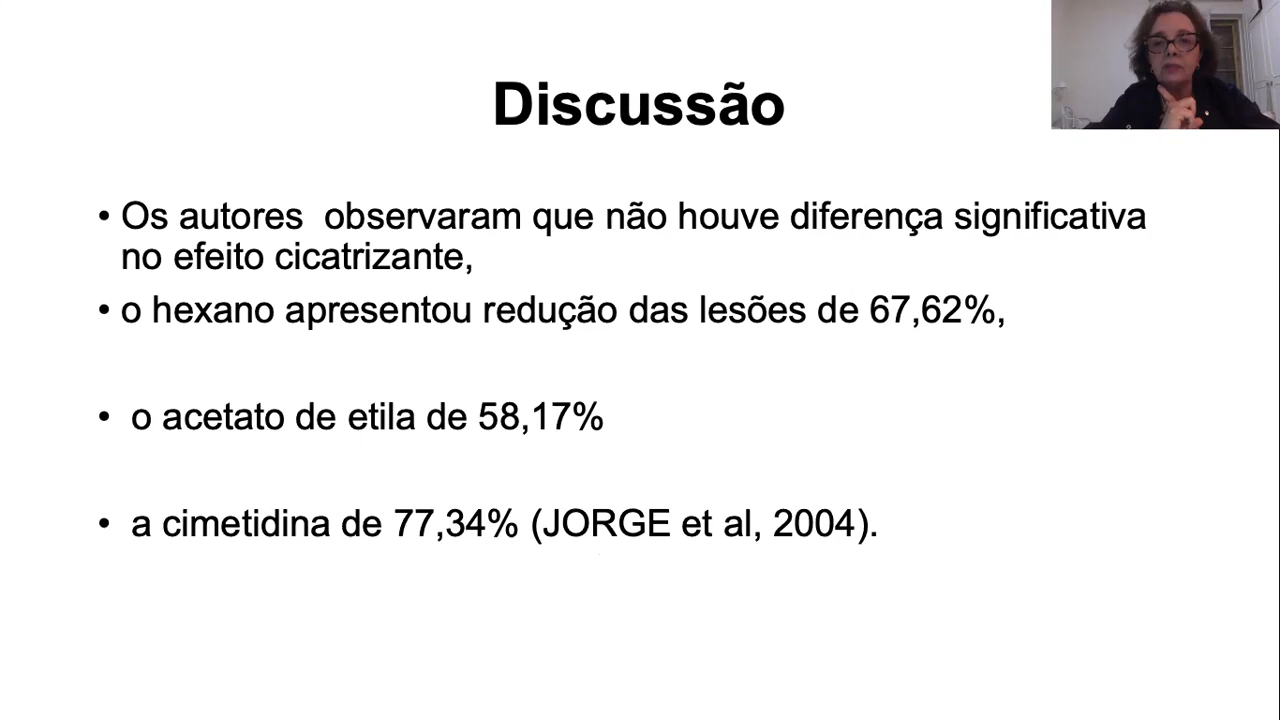 Discussão
• Os autores  observaram que não houve diferença significativa
no efeito cicatrizante,
• o hexano apresentou redução das lesões de 67,62%,
• o acetato de etila de 58,17%
• a cimetidina de 77,34% (JORGE et al, 2004).